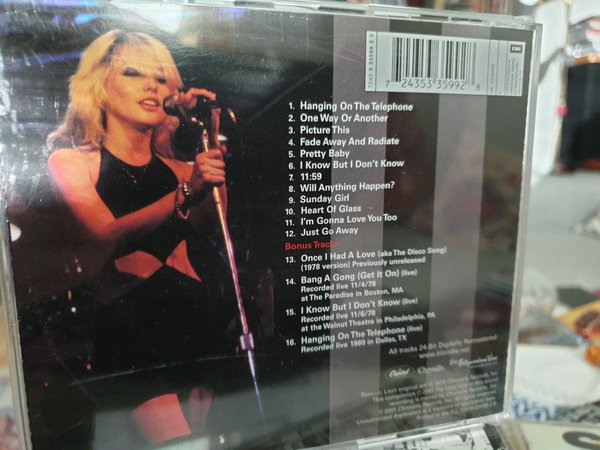 EMI
7 24353 35992 8
1. Hanging On The Telephone
2. One Way Or Another
3. Picture This
4. Fade Away And Radiate
5. Pretty Baby
6. I Know But I Don't Know
7. 11:59
8. Will Anything Happen?
9. Sunday Girl
10. Heart Of Glass
11. I'm Gonna Love You Too
12. Just Go Away
Bonus Tracks
13. Once I Had A Love (aka The Disco Song)
(1978 version) Previously unreleased
14. Bang A Gong (Get It On) (live)
Recorded live 11/4/78
at The Paradise in Boston, MA
15. I Know But I Don't Know (live)
Recorded live 11/6/78
at the Walnut Theatre in Philadelphia, PA
16. Hanging On The Telephone (live)
Recorded live 1980 in Dallas, TX
All tracks 24-Bit Digitally Remastered
www.blondie.net
Capitol Chrysalis